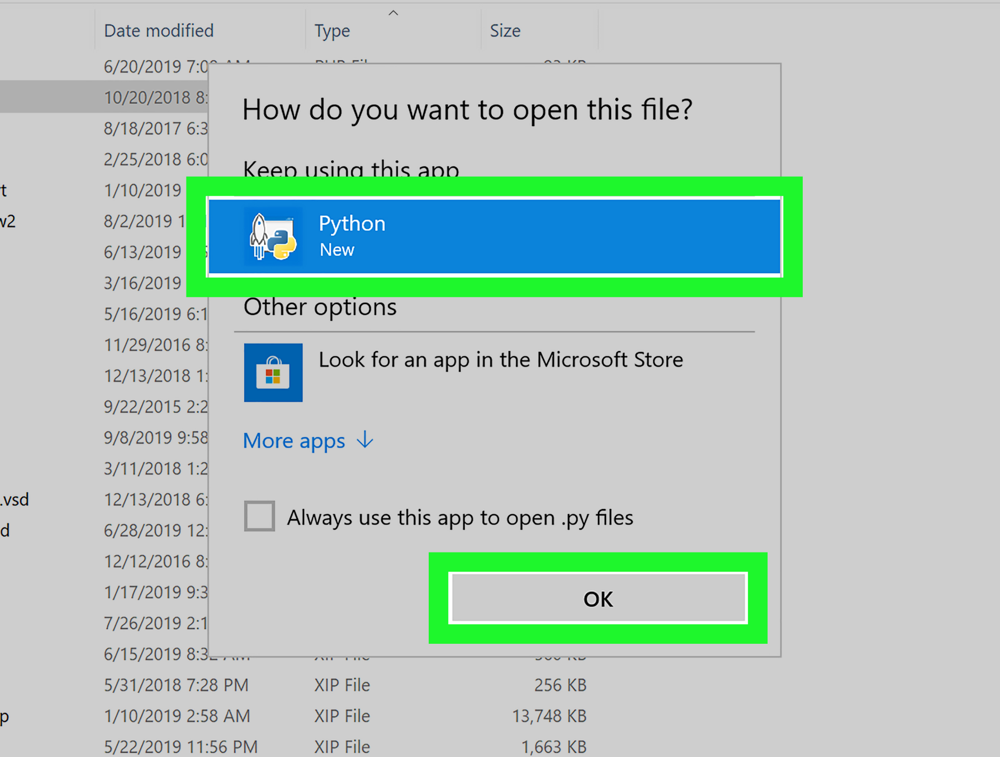 Date modified Type Size
6/20/2019 7:0
10/20/2018 8:
8/18/2017 6:3
2/25/2018 6:0
1/10/2019
w2 8/2/2019 1
6/13/2019
3/16/2019
5/16/2019 6:1
11/29/2016 8:
12/13/2018 1:
9/22/2015 2:2
9/8/2019 9:58
3/11/2018 1:2
.vsd 12/13/2018 6:
d 6/28/2019 12:
12/12/2016 8:
1/17/2019 9:3
7/26/2019 2:1
6/15/2019 8:3
5/31/2018 7:28 PM XIP File 256 KB
p 1/10/2019 2:58 AM XIP File 13,748 KB
5/22/2019 11:56 PM XIP File 1,663 KB
How do you want to open this file?
Keep using this app
Python
New
Other options
Look for an app in the Microsoft Store
More apps ↓
Always use this app to open .py files
OK